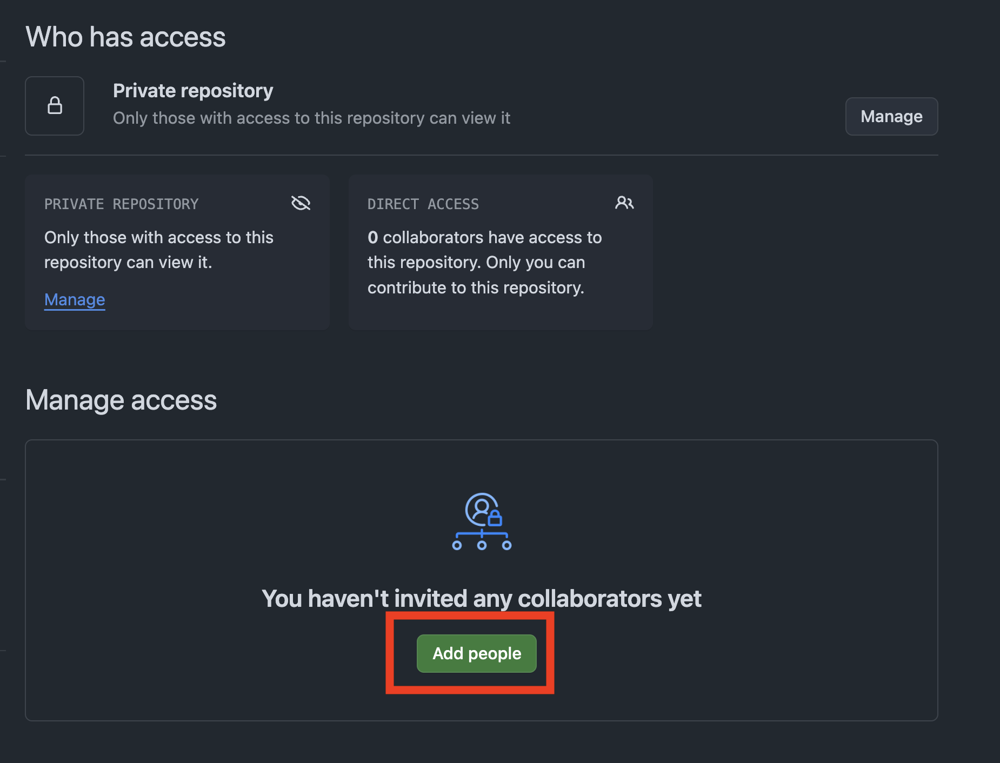 Who has access
Private repository
Only those with access to this repository can view it
Manage
PRIVATE REPOSITORY
Only those with access to this
repository can view it.
Manage
DIRECT ACCESS
0 collaborators have access to
this repository. Only you can
contribute to this repository.
Manage access
You haven't invited any collaborators yet
Add people